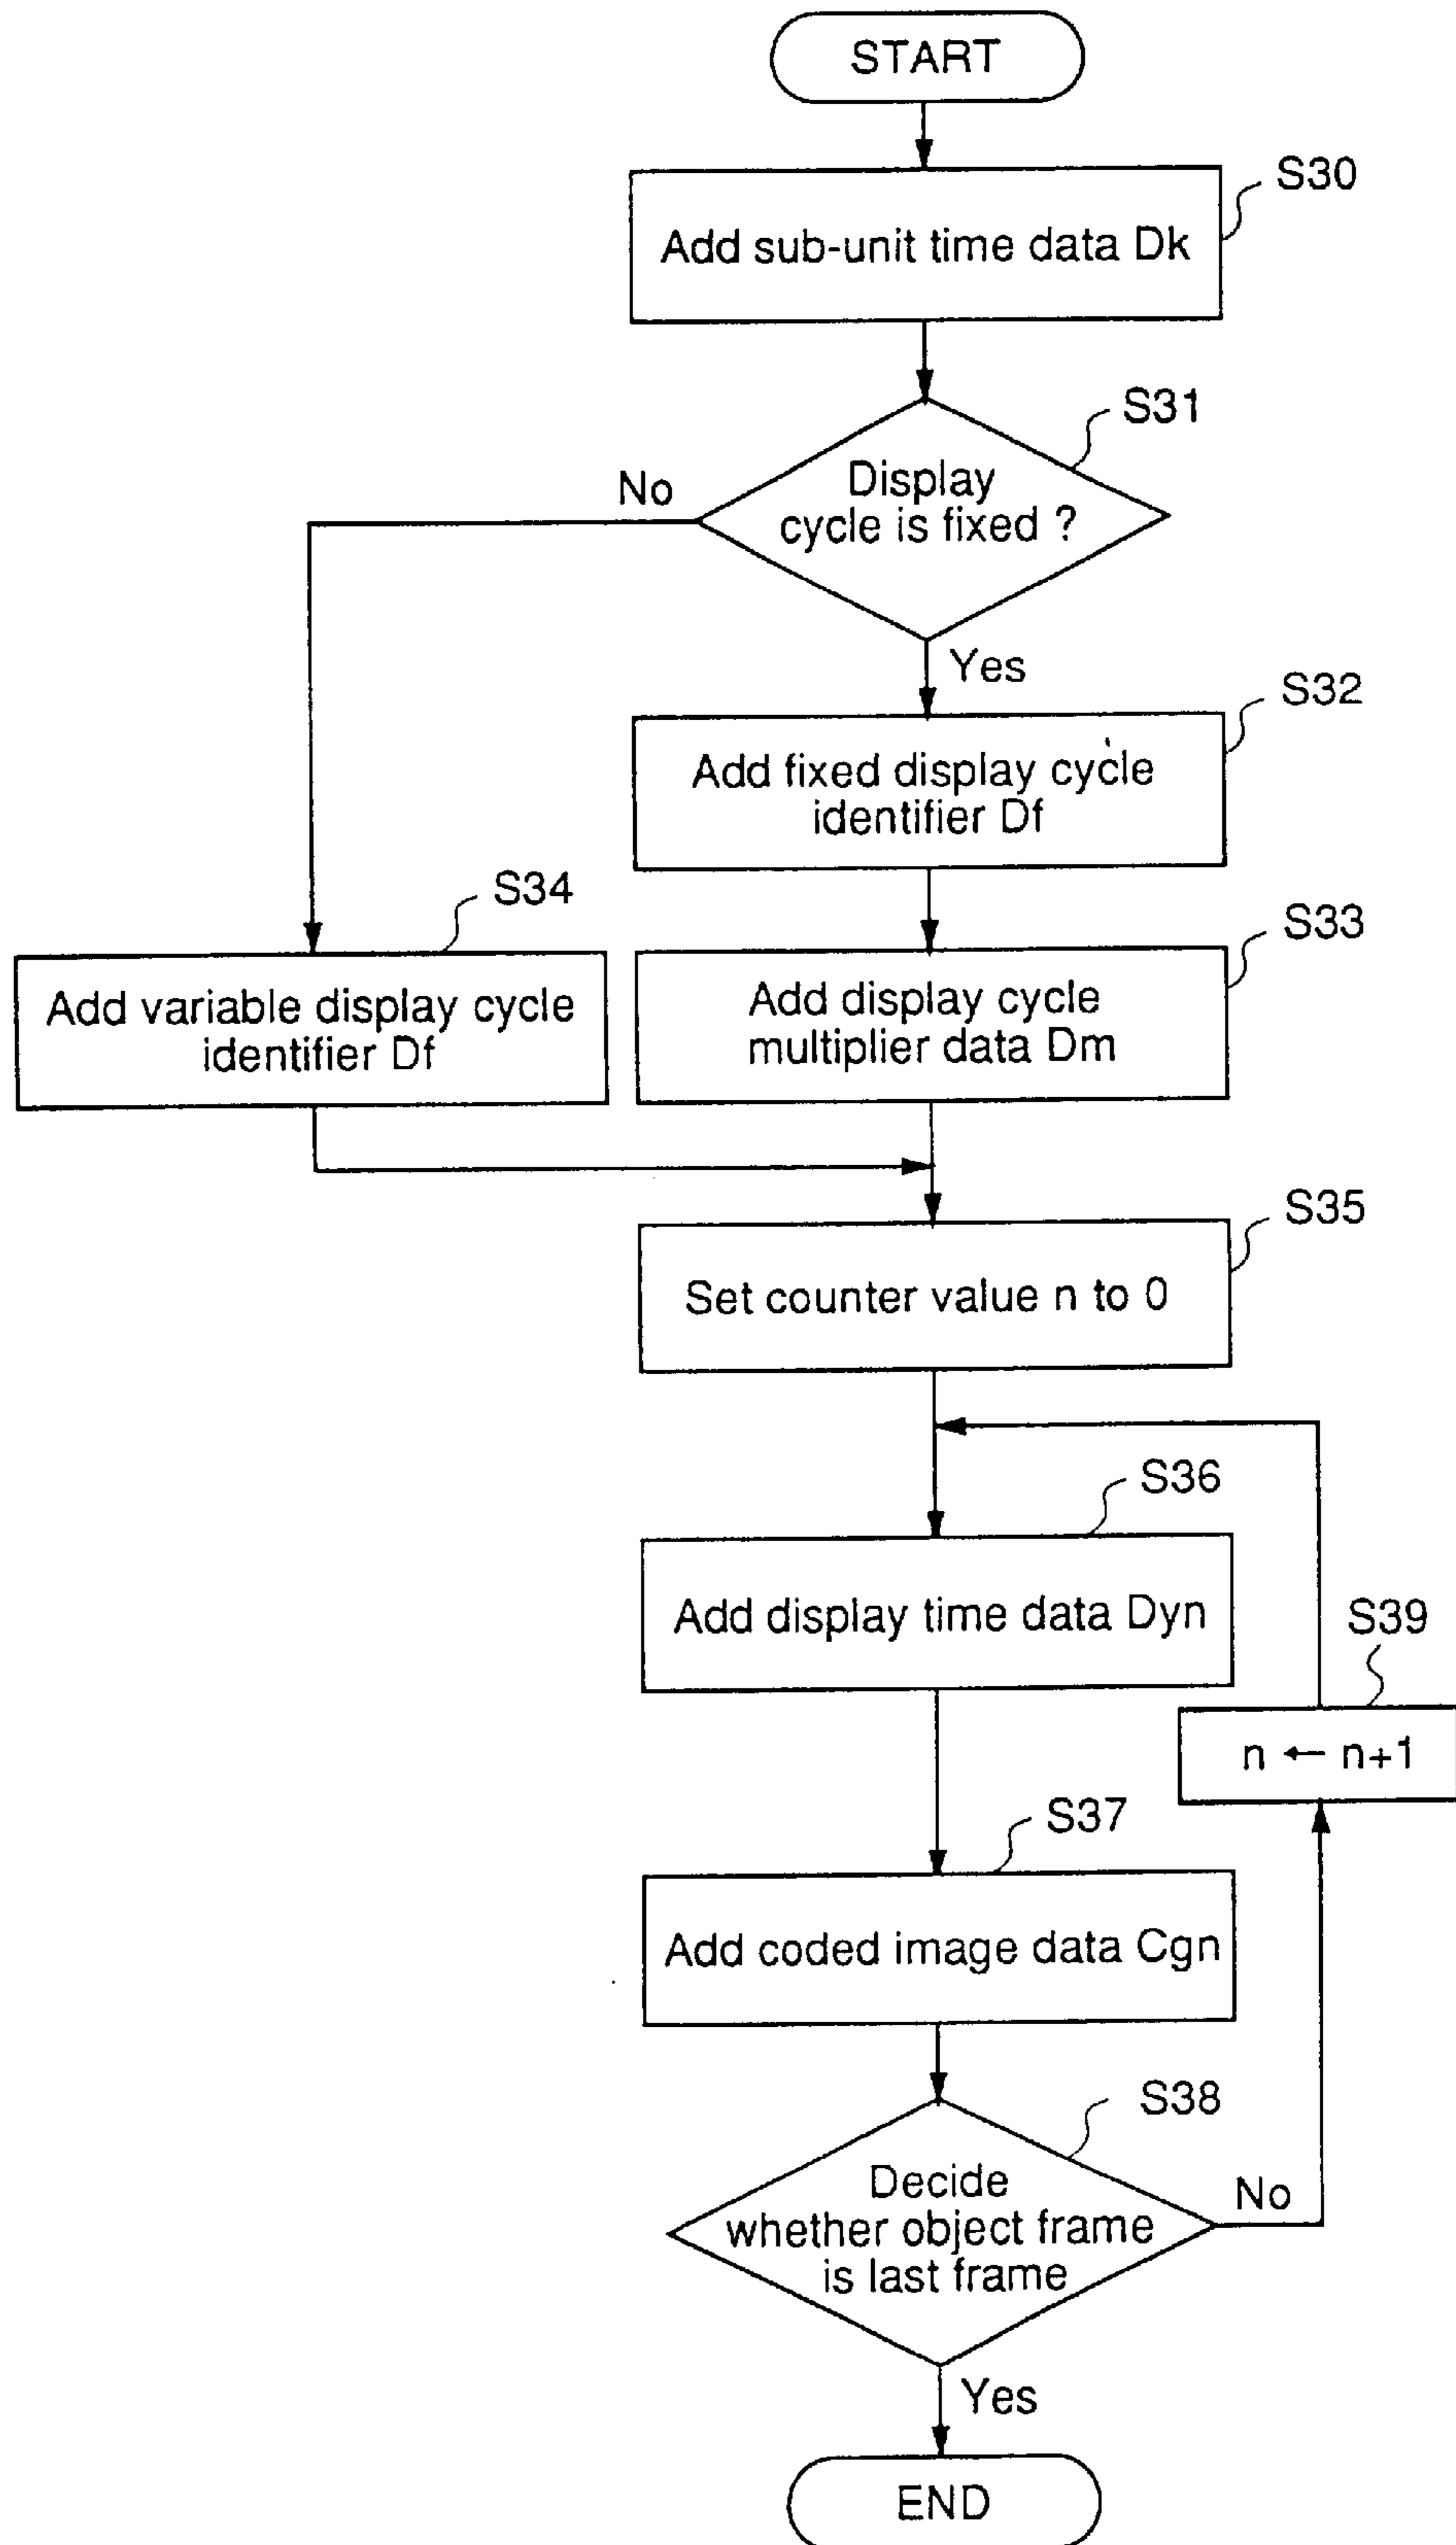 START
S30
Add sub-unit time data Dk
S31
Display
cycle is fixed ?
No
Yes
S32
Add fixed display cycle
identifier Df
S34
Add variable display cycle
identifier Df
S33
Add display cycle
multiplier data Dm
S35
Set counter value n to 0
S36
Add display time data Dyn
S39
n ← n+1
S37
Add coded image data Cgn
S38
Decide
whether object frame
is last frame
No
Yes
END